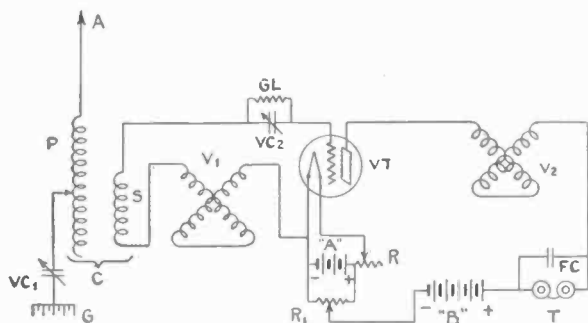 A
GL
P
VC2
V1
VT
S
V2
"A"
R
FC
VC1
C
- +
R1
G
- "B" +
T